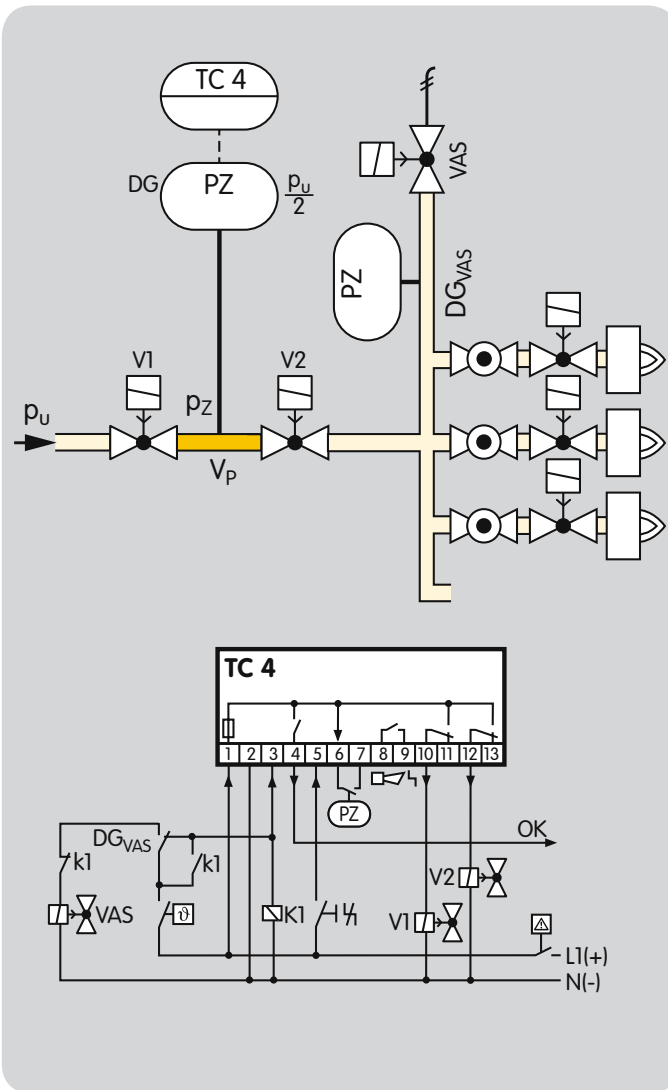 TC 4
DG
PZ
pu
2
VAS
PZ
DGVAS
V1
V2
pu
pZ
VP
TC 4
1 2 3 4 5 6 7 8 9 10 11 12 13
PZ
OK
DGVAS
k1
k1
V2
VAS
ϑ
K1
V1
L1(+)
N(-)